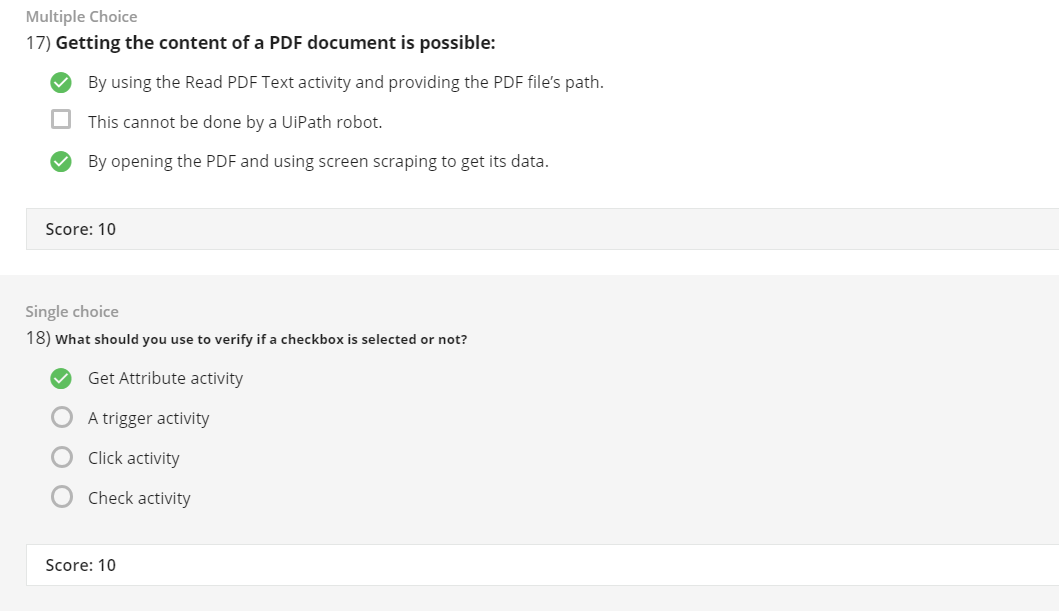 Multiple Choice
17) Getting the content of a PDF document is possible:
By using the Read PDF Text activity and providing the PDF file’s path.
This cannot be done by a UiPath robot.
By opening the PDF and using screen scraping to get its data.
Score: 10
Single choice
18) What should you use to verify if a checkbox is selected or not?
Get Attribute activity
A trigger activity
Click activity
Check activity
Score: 10